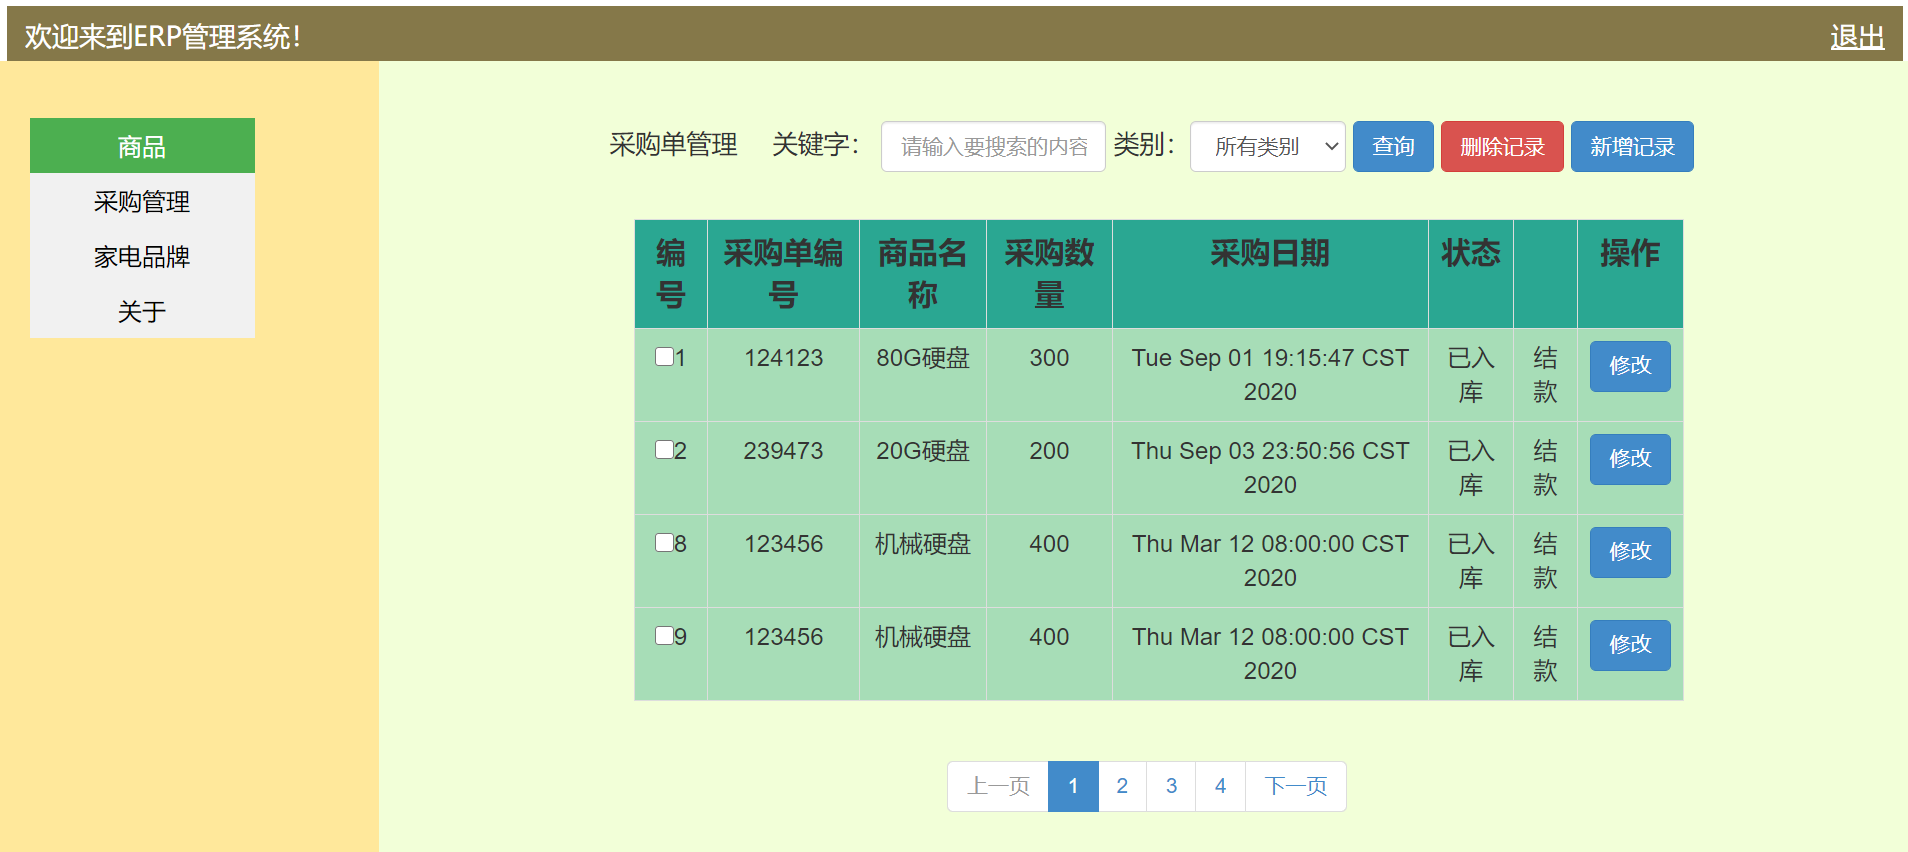 欢迎来到ERP管理系统！ 退出
商品
采购管理
家电品牌
关于
采购单管理 关键字： 请输入要搜索的内容 类别： 所有类别 查询 删除记录 新增记录
编号 采购单编号 商品名称 采购数量 采购日期 状态 操作
1 124123 80G硬盘 300 Tue Sep 01 19:15:47 CST 2020 已入库 结款 修改
2 239473 20G硬盘 200 Thu Sep 03 23:50:56 CST 2020 已入库 结款 修改
8 123456 机械硬盘 400 Thu Mar 12 08:00:00 CST 2020 已入库 结款 修改
9 123456 机械硬盘 400 Thu Mar 12 08:00:00 CST 2020 已入库 结款 修改
上一页 1 2 3 4 下一页